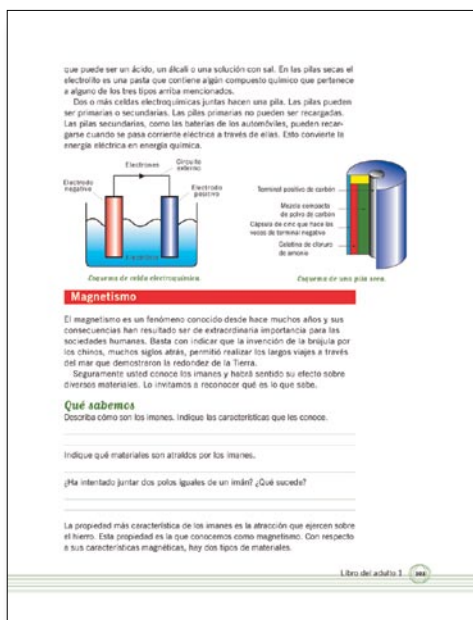 que puede ser un ácido, un álcali o una solución con sal. En las pilas secas el
electrolito es una pasta que contiene algún compuesto químico que pertenece
a alguno de los tres tipos arriba mencionados.
Dos o más celdas electroquímicas juntas hacen una pila. Las pilas pueden
ser primarias o secundarias. Las pilas primarias no pueden ser recargadas.
Las pilas secundarias, como las baterías de los automóviles, pueden recar-
garse cuando se pasa corriente eléctrica a través de ellas. Esto convierte la
energía eléctrica en energía química.
Electrones
Circuito
externo
Electrodo
negativo
Electrodo
positivo
Electrolito
Esquema de celda electroquímica.
Terminal positivo de carbón
Mezcla compacta
de polvo de carbón
Cápsula de cinc que hace las
veces de terminal negativo
Gelatina de cloruro
de amonio
Esquema de una pila seca.
Magnetismo
El magnetismo es un fenómeno conocido desde hace muchos años y sus
consecuencias han resultado ser de extraordinaria importancia para las
sociedades humanas. Basta con indicar que la invención de la brújula por
los chinos, muchos siglos atrás, permitió realizar los largos viajes a través
del mar que demostraron la redondez de la Tierra.
Seguramente usted conoce los imanes y habrá sentido su efecto sobre
diversos materiales. Lo invitamos a reconocer qué es lo que sabe.
Qué sabemos
Describa cómo son los imanes. Indique las características que les conoce.
Indique qué materiales son atraídos por los imanes.
¿Ha intentado juntar dos polos iguales de un imán? ¿Qué sucede?
La propiedad más característica de los imanes es la atracción que ejercen sobre
el hierro. Esta propiedad es la que conocemos como magnetismo. Con respecto
a sus características magnéticas, hay dos tipos de materiales.
Libro del adulto 1